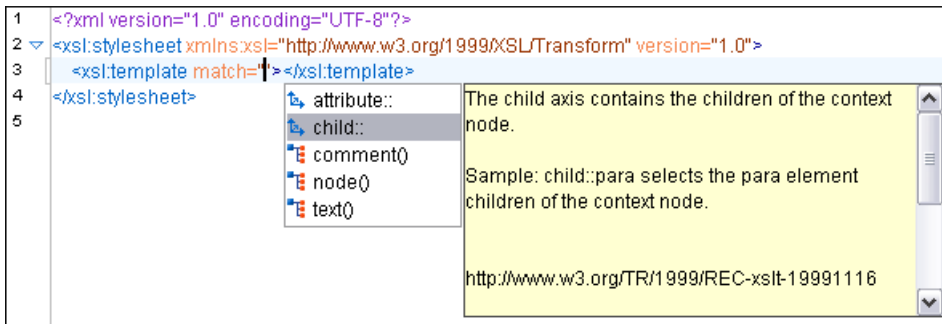 1 <?xml version="1.0" encoding="UTF-8"?>
2 <xsl:stylesheet xmlns:xsl="http://www.w3.org/1999/XSL/Transform" version="1.0">
3 <xsl:template match=""></xsl:template>
4 </xsl:stylesheet>
5
attribute::
child::
comment()
node()
text()
The child axis contains the children of the context
node.
Sample: child::para selects the para element
children of the context node.
http://www.w3.org/TR/1999/REC-xslt-19991116